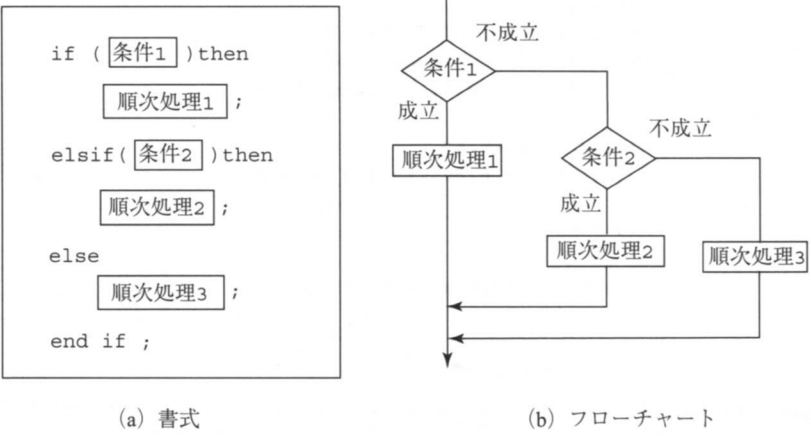 if ( 条件1 )then
順次処理1 ;
elsif( 条件2 )then
順次処理2 ;
else
順次処理3 ;
end if ;
(a) 書式
不成立
条件1
成立
順次処理1
不成立
条件2
成立
順次処理2
順次処理3
(b) フローチャート